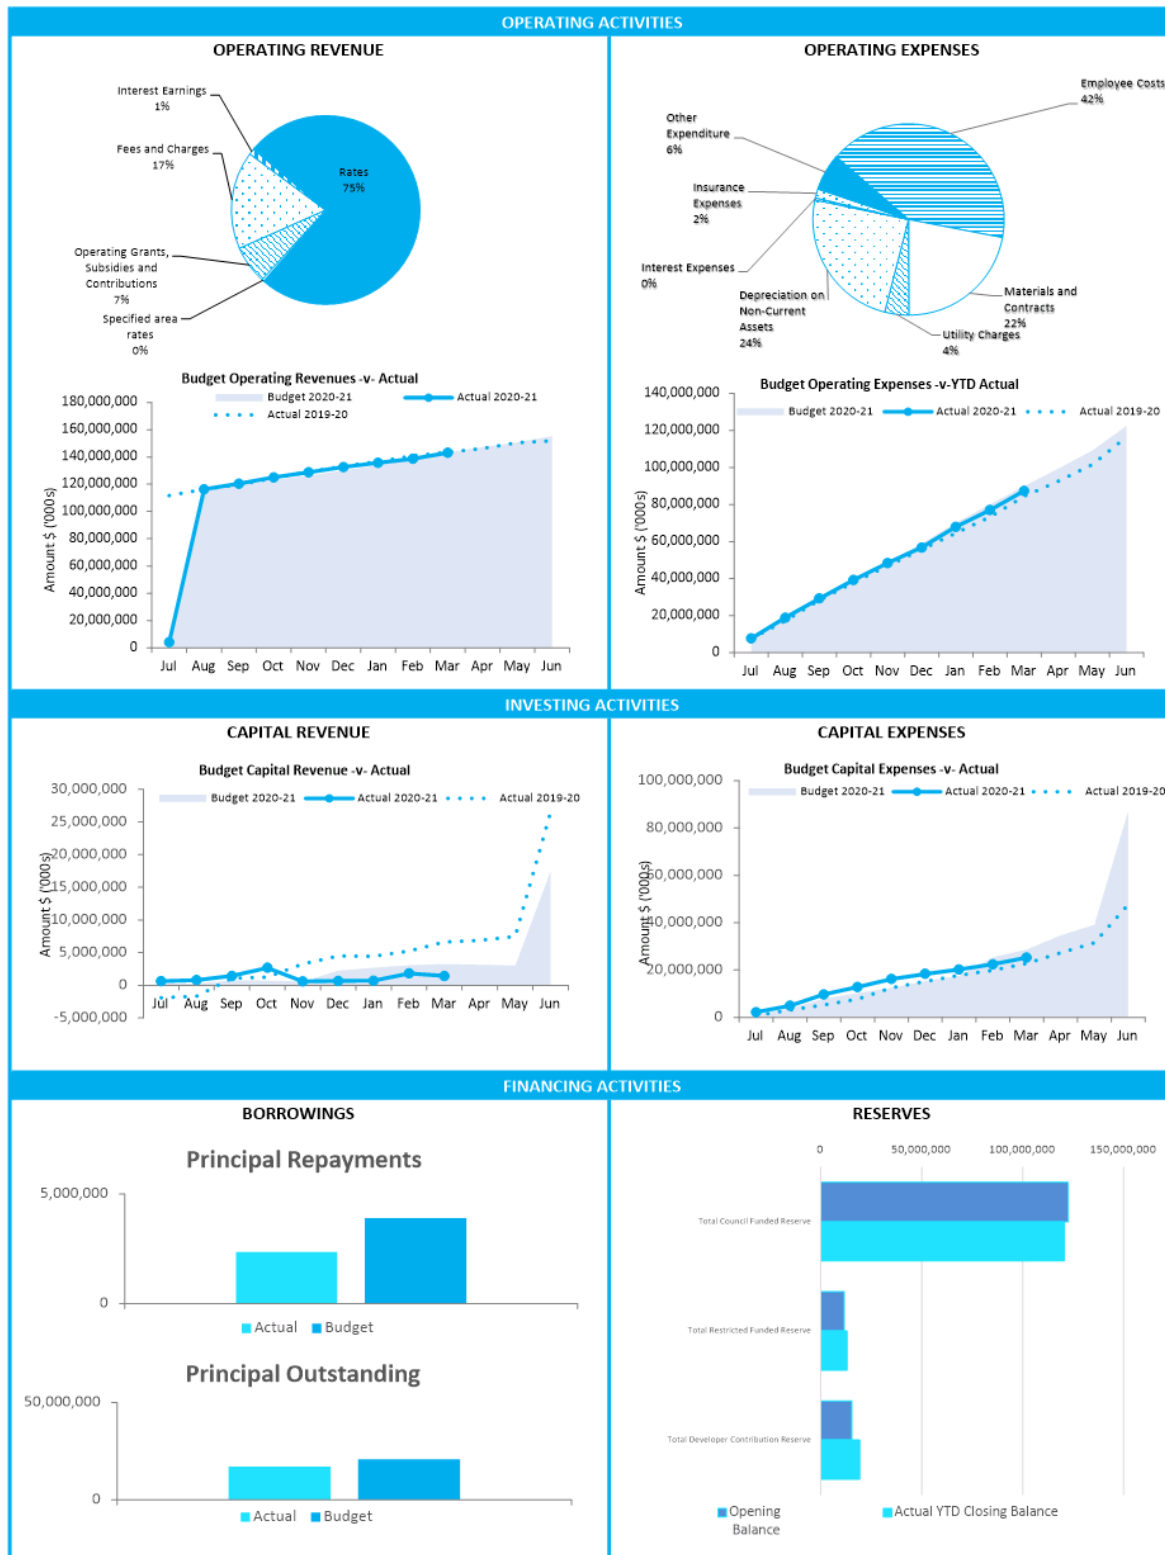 OPERATING ACTIVITIES
OPERATING REVENUE
Interest Earnings
1%
Fees and Charges
17%
Rates
75%
Operating Grants,
Subsidies and
Contributions
7%
Specified area
rates
0%
Budget Operating Revenues -v- Actual
Budget 2020-21
Actual 2020-21
Actual 2019-20
Amount $ ('000s)
180,000,000
160,000,000
140,000,000
120,000,000
100,000,000
80,000,000
60,000,000
40,000,000
20,000,000
0
Jul Aug Sep Oct Nov Dec Jan Feb Mar Apr May Jun
OPERATING EXPENSES
Employee Costs
42%
Other
Expenditure
6%
Insurance
Expenses
2%
Interest Expenses
0%
Depreciation on
Non-Current
Assets
24%
Utility Charges
4%
Materials and
Contracts
22%
Budget Operating Expenses -v-YTD Actual
Budget 2020-21
Actual 2020-21
Actual 2019-20
Amount $ ('000s)
140,000,000
120,000,000
100,000,000
80,000,000
60,000,000
40,000,000
20,000,000
0
Jul Aug Sep Oct Nov Dec Jan Feb Mar Apr May Jun
INVESTING ACTIVITIES
CAPITAL REVENUE
Budget Capital Revenue -v- Actual
Budget 2020-21
Actual 2020-21
Actual 2019-20
Amount $ ('000s)
30,000,000
25,000,000
20,000,000
15,000,000
10,000,000
5,000,000
0
-5,000,000
Jul Aug Sep Oct Nov Dec Jan Feb Mar Apr May Jun
CAPITAL EXPENSES
Budget Capital Expenses -v- Actual
Budget 2020-21
Actual 2020-21
Actual 2019-20
Amount $ ('000s)
100,000,000
80,000,000
60,000,000
40,000,000
20,000,000
0
Jul Aug Sep Oct Nov Dec Jan Feb Mar Apr May Jun
FINANCING ACTIVITIES
BORROWINGS
Principal Repayments
5,000,000
0
Actual
Budget
Principal Outstanding
50,000,000
0
Actual
Budget
RESERVES
0 50,000,000 100,000,000 150,000,000
Total Council Funded Reserve
Total Restricted Funded Reserve
Total Developer Contribution Reserve
Opening
Balance
Actual YTD Closing Balance